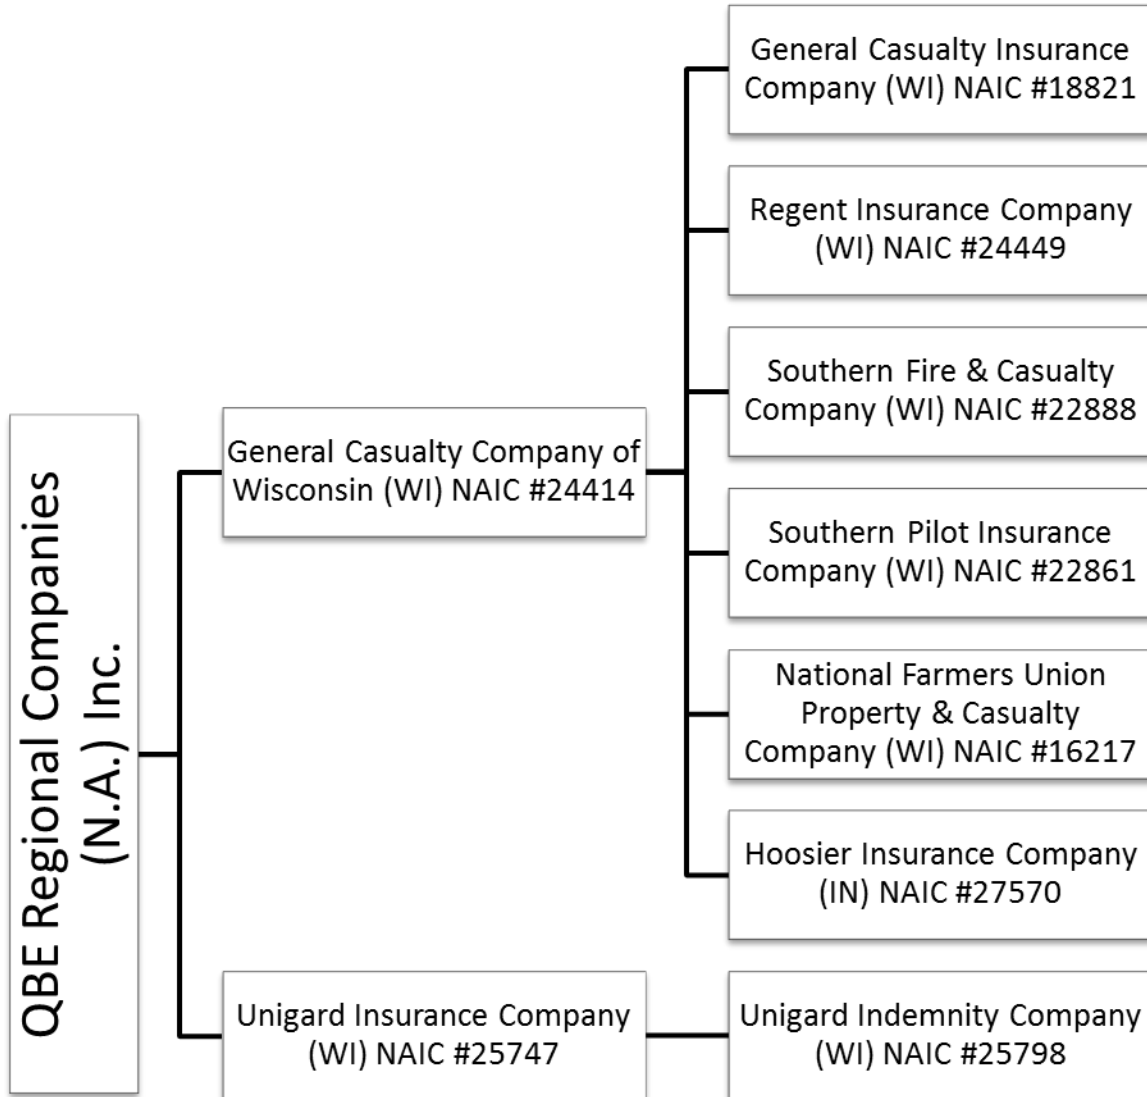 QBE Regional Companies
(N.A.) Inc.
General Casualty Company of
Wisconsin (WI) NAIC #24414
General Casualty Insurance
Company (WI) NAIC #18821
Regent Insurance Company
(WI) NAIC #24449
Southern Fire & Casualty
Company (WI) NAIC #22888
Southern Pilot Insurance
Company (WI) NAIC #22861
National Farmers Union
Property & Casualty
Company (WI) NAIC #16217
Hoosier Insurance Company
(IN) NAIC #27570
Unigard Insurance Company
(WI) NAIC #25747
Unigard Indemnity Company
(WI) NAIC #25798